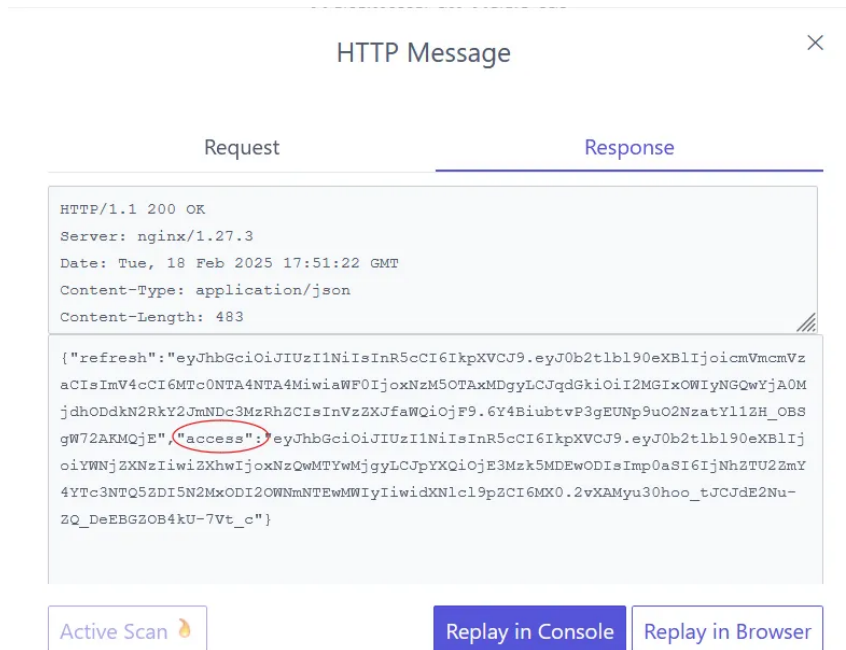 HTTP Message
Request
Response
HTTP/1.1 200 OK
Server: nginx/1.27.3
Date: Tue, 18 Feb 2025 17:51:22 GMT
Content-Type: application/json
Content-Length: 483
{"refresh":"eyJhbGciOiJIUzI1NiIsInR5cCI6IkpXVCJ9.eyJ0b2tlbl90eXBlIjoicmVmcmVz
aCIsImV4cCI6MTc0NTA4NTA4MiwiaWF0IjoxNzM5OTAxMDgyLCJqdGkiOiI2MGIxOWIyNGQwYjA0M
jdhODdkN2RkY2JmNDc3MzRhZCIsInVzZXJfaWQiOjF9.6Y4BiubtvP3gEUNp9uO2NzatYl1ZH_OBS
gW72AKMQjE","access":"eyJhbGciOiJIUzI1NiIsInR5cCI6IkpXVCJ9.eyJ0b2tlbl90eXBlIj
oiYWNjZXNzIiwiZXhwIjoxNzQwMTYwMjgyLCJpYXQiOjE3Mzk5MDEwODIsImp0aSI6IjNhZTU2ZmY
4YTc3NTQ5ZDI5N2MxODI2OWNmNTEwMWIyIiwidXNlcl9pZCI6MX0.2vXAMyu30hoo_tJCJdE2Nu-
ZQ_DeEBGZOB4kU-7Vt_c"}
Active Scan
Replay in Console
Replay in Browser